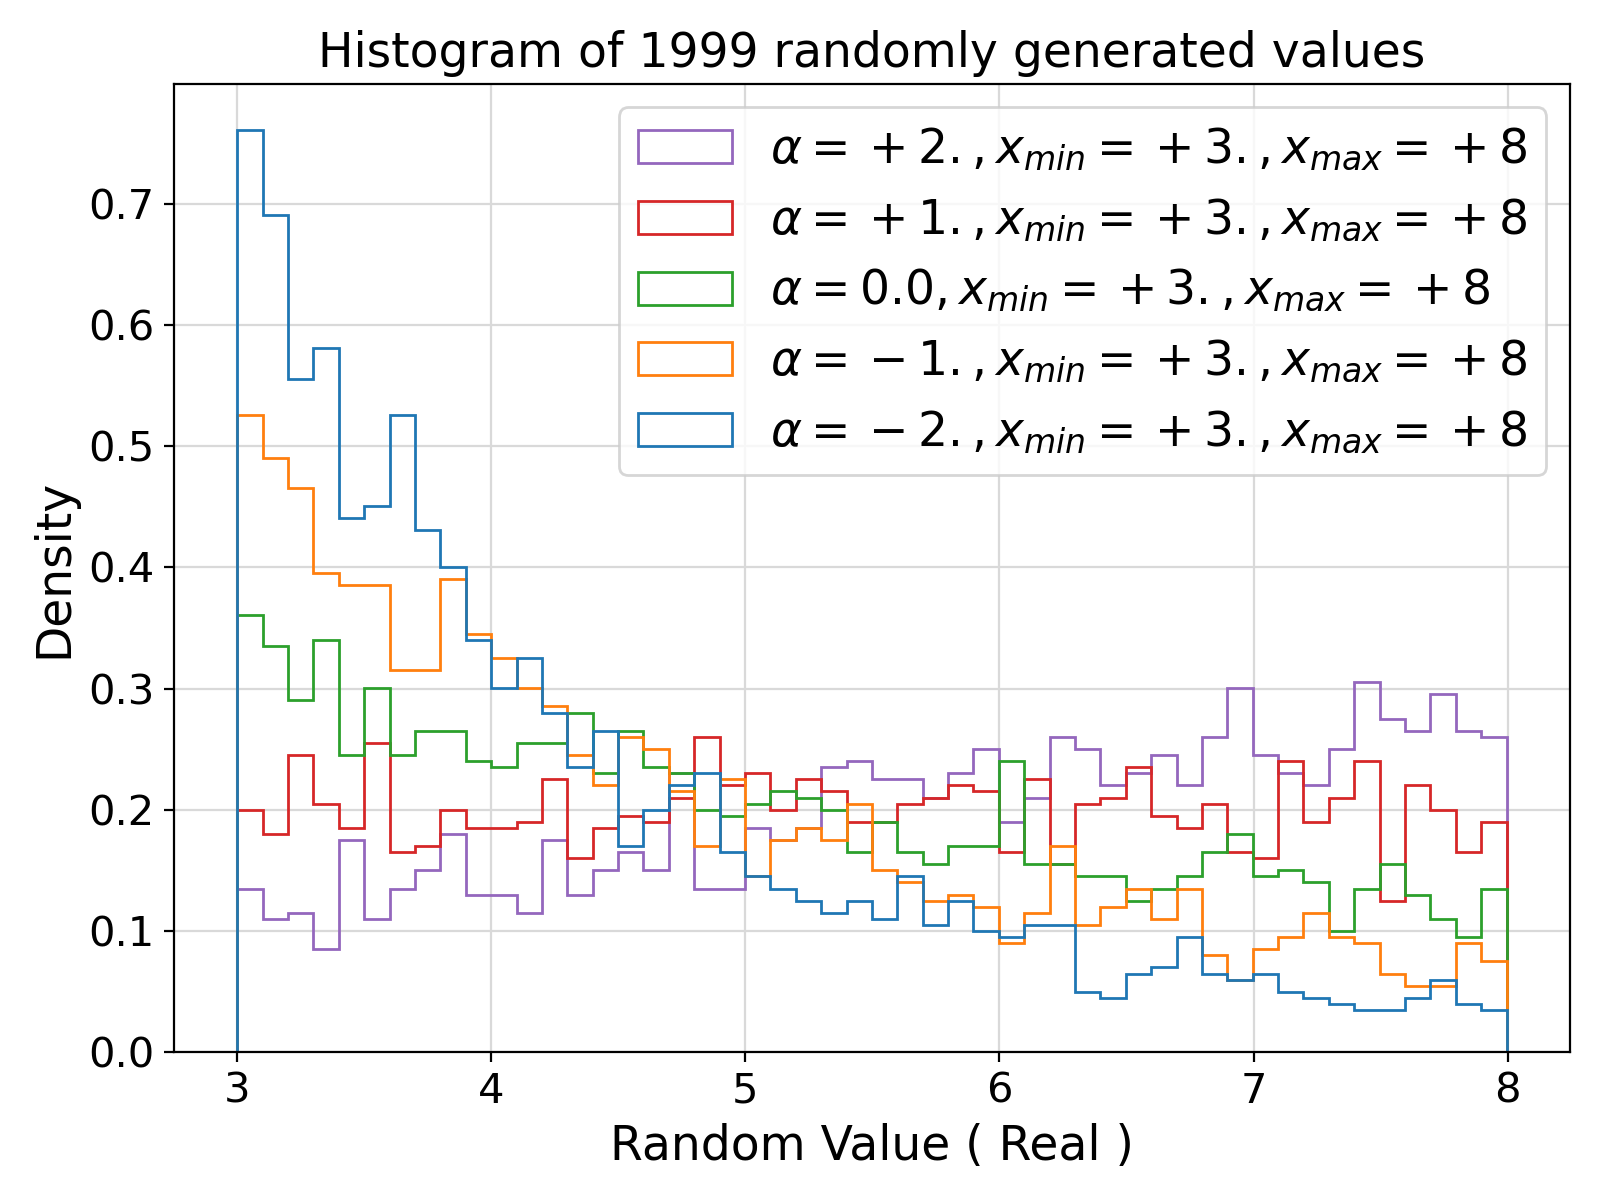 Histogram of 1999 randomly generated values
α = +2., x_min = +3., x_max = +8
α = +1., x_min = +3., x_max = +8
α = 0.0, x_min = +3., x_max = +8
α = −1., x_min = +3., x_max = +8
α = −2., x_min = +3., x_max = +8
Density
0.7
0.6
0.5
0.4
0.3
0.2
0.1
0.0
3 4 5 6 7 8
Random Value ( Real )